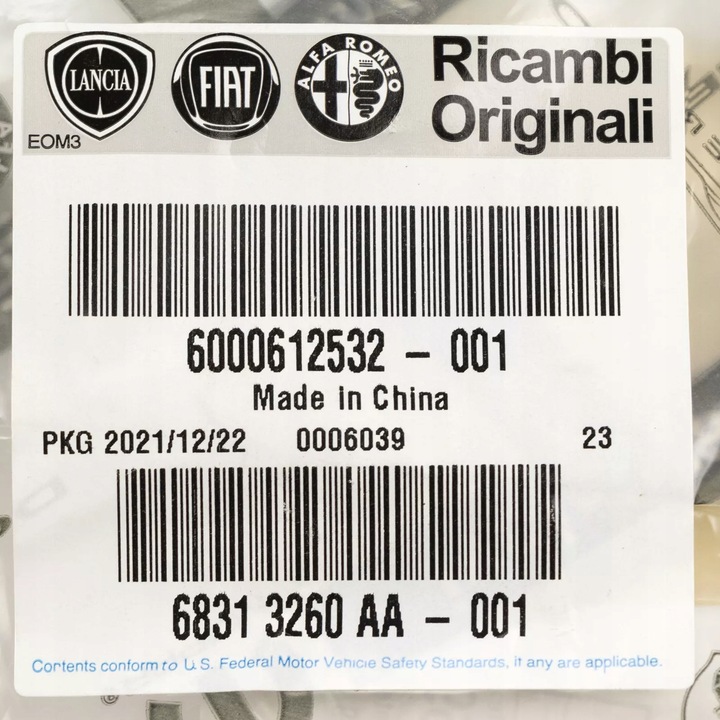 LANCIA FIAT ALFA ROMEO Ricambi
Originali
EOM3
6000612532 - 001
Made in China
PKG 2021/12/22 0006039 23
6831 3260 AA - 001
Contents conform to U.S. Federal Motor Vehicle Safety Standards, if any are applicable.